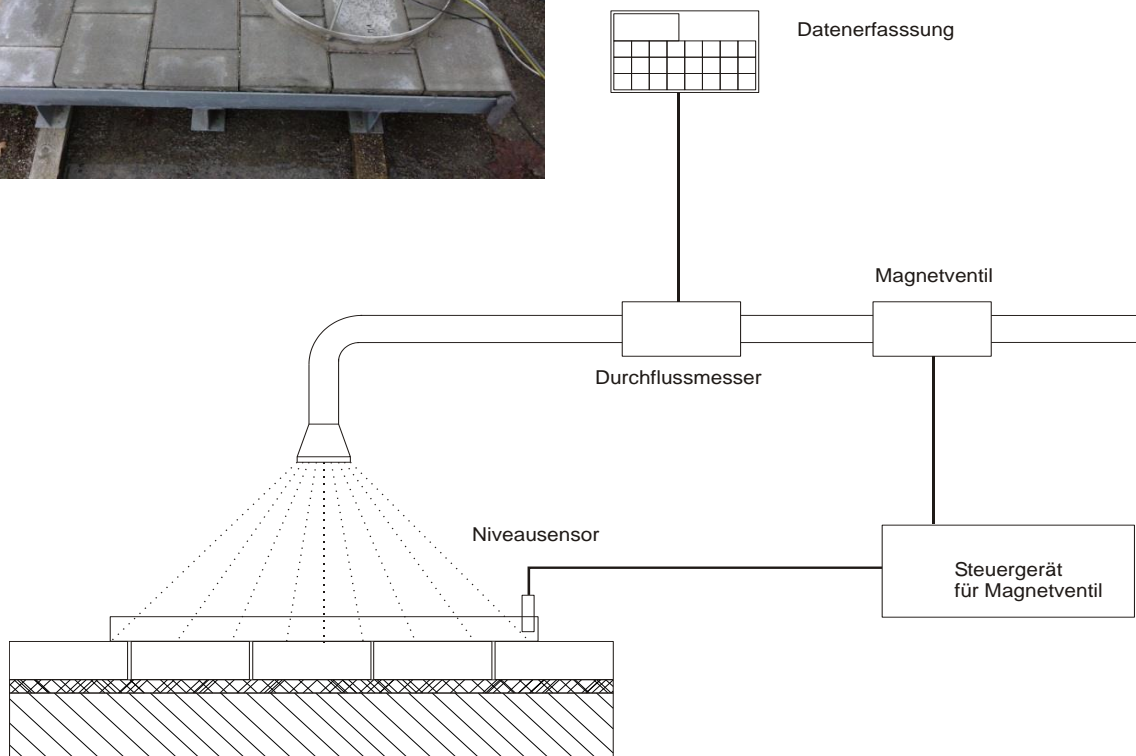 Datenerfasssung
Magnetventil
Durchflussmesser
Niveausensor
Steuergerät
für Magnetventil